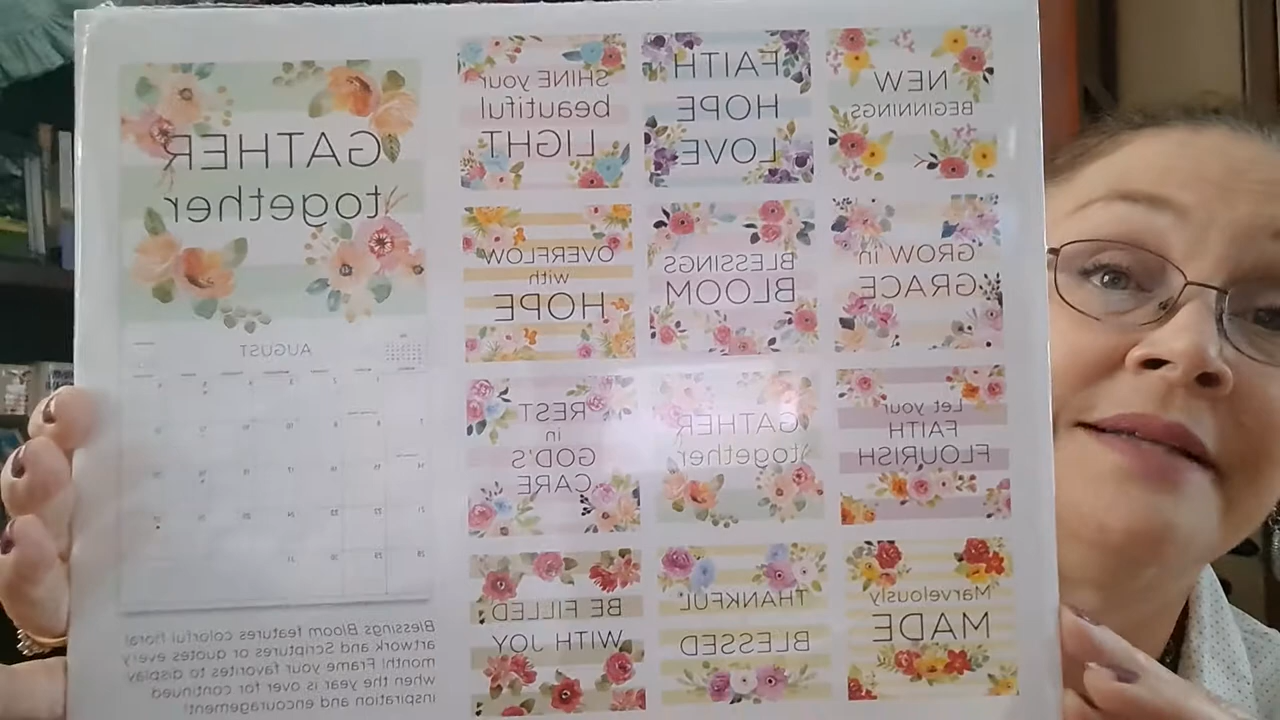 NEW
BEGINNINGS
FAITH
HOPE
LOVE
SHINE your
beautiful
LIGHT
GROW in
GRACE
BLESSINGS
BLOOM
OVERFLOW
with
HOPE
Let your
FAITH
FLOURISH
GATHER
together
REST
in
GOD'S
CARE
Marvelously
MADE
THANKFUL
BLESSED
BE FILLED
WITH JOY
GATHER
together
AUGUST
Blessings Bloom features colorful floral
artwork and Scriptures or quotes every
month! Frame your favorites to display
when the year is over for continued
inspiration and encouragement!